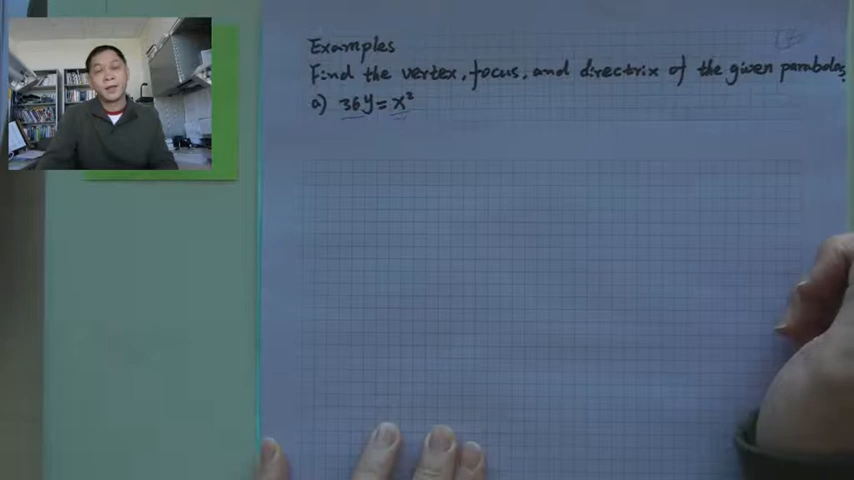 Examples
Find the vertex, focus, and directrix of the given parabolas
a) 36y = x²